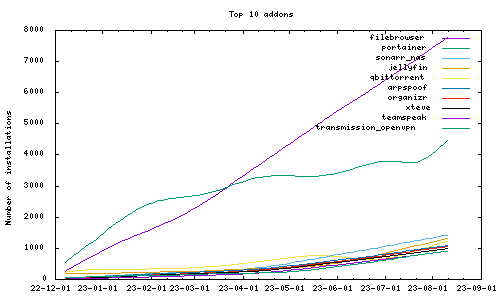 Top 10 addons
Number of installations
8000
7000
6000
5000
4000
3000
2000
1000
0
filebrowser
portainer
sonarr_nas
jellyfin
qbittorrent
arpspoof
organizr
xteve
teamspeak
transmission_openvpn
22-12-01 23-01-01 23-02-01 23-03-01 23-04-01 23-05-01 23-06-01 23-07-01 23-08-01 23-09-01